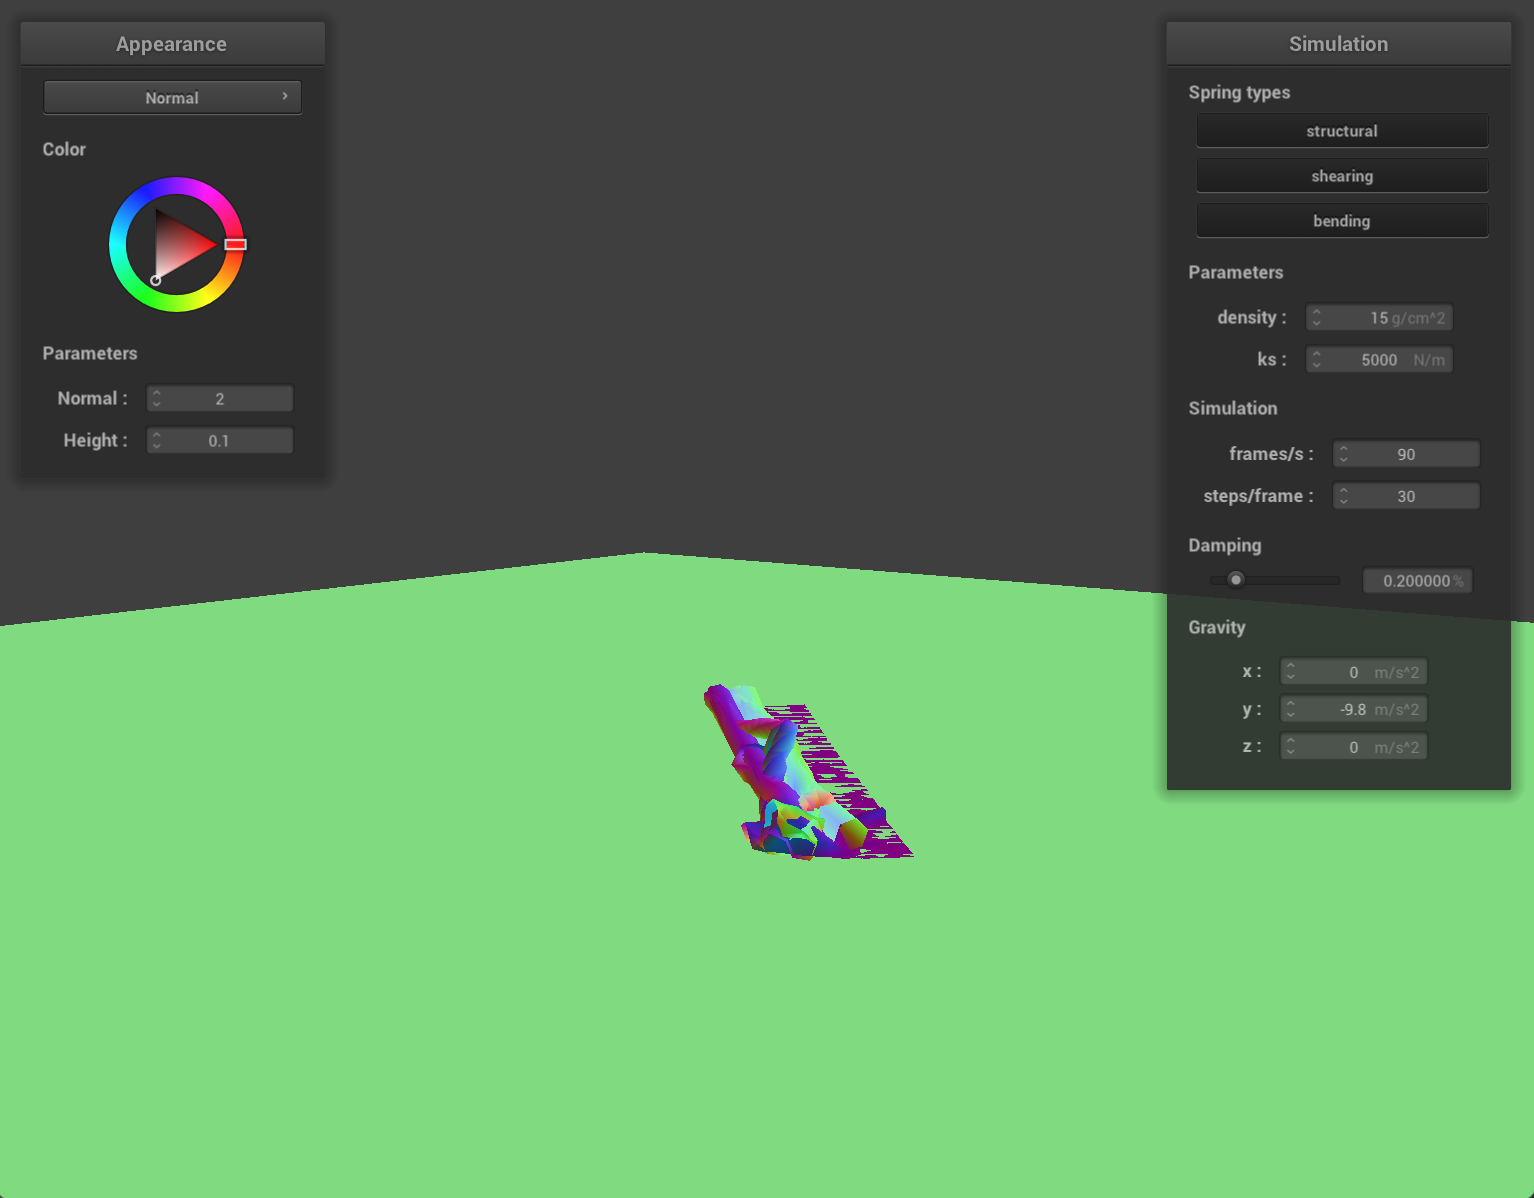 Appearance
Normal
Color
Parameters
Normal : 2
Height : 0.1
Simulation
Spring types
structural
shearing
bending
Parameters
density : 15 g/cm^2
ks : 5000 N/m
Simulation
frames/s : 90
steps/frame : 30
Damping
0.200000 %
Gravity
x : 0 m/s^2
y : -9.8 m/s^2
z : 0 m/s^2